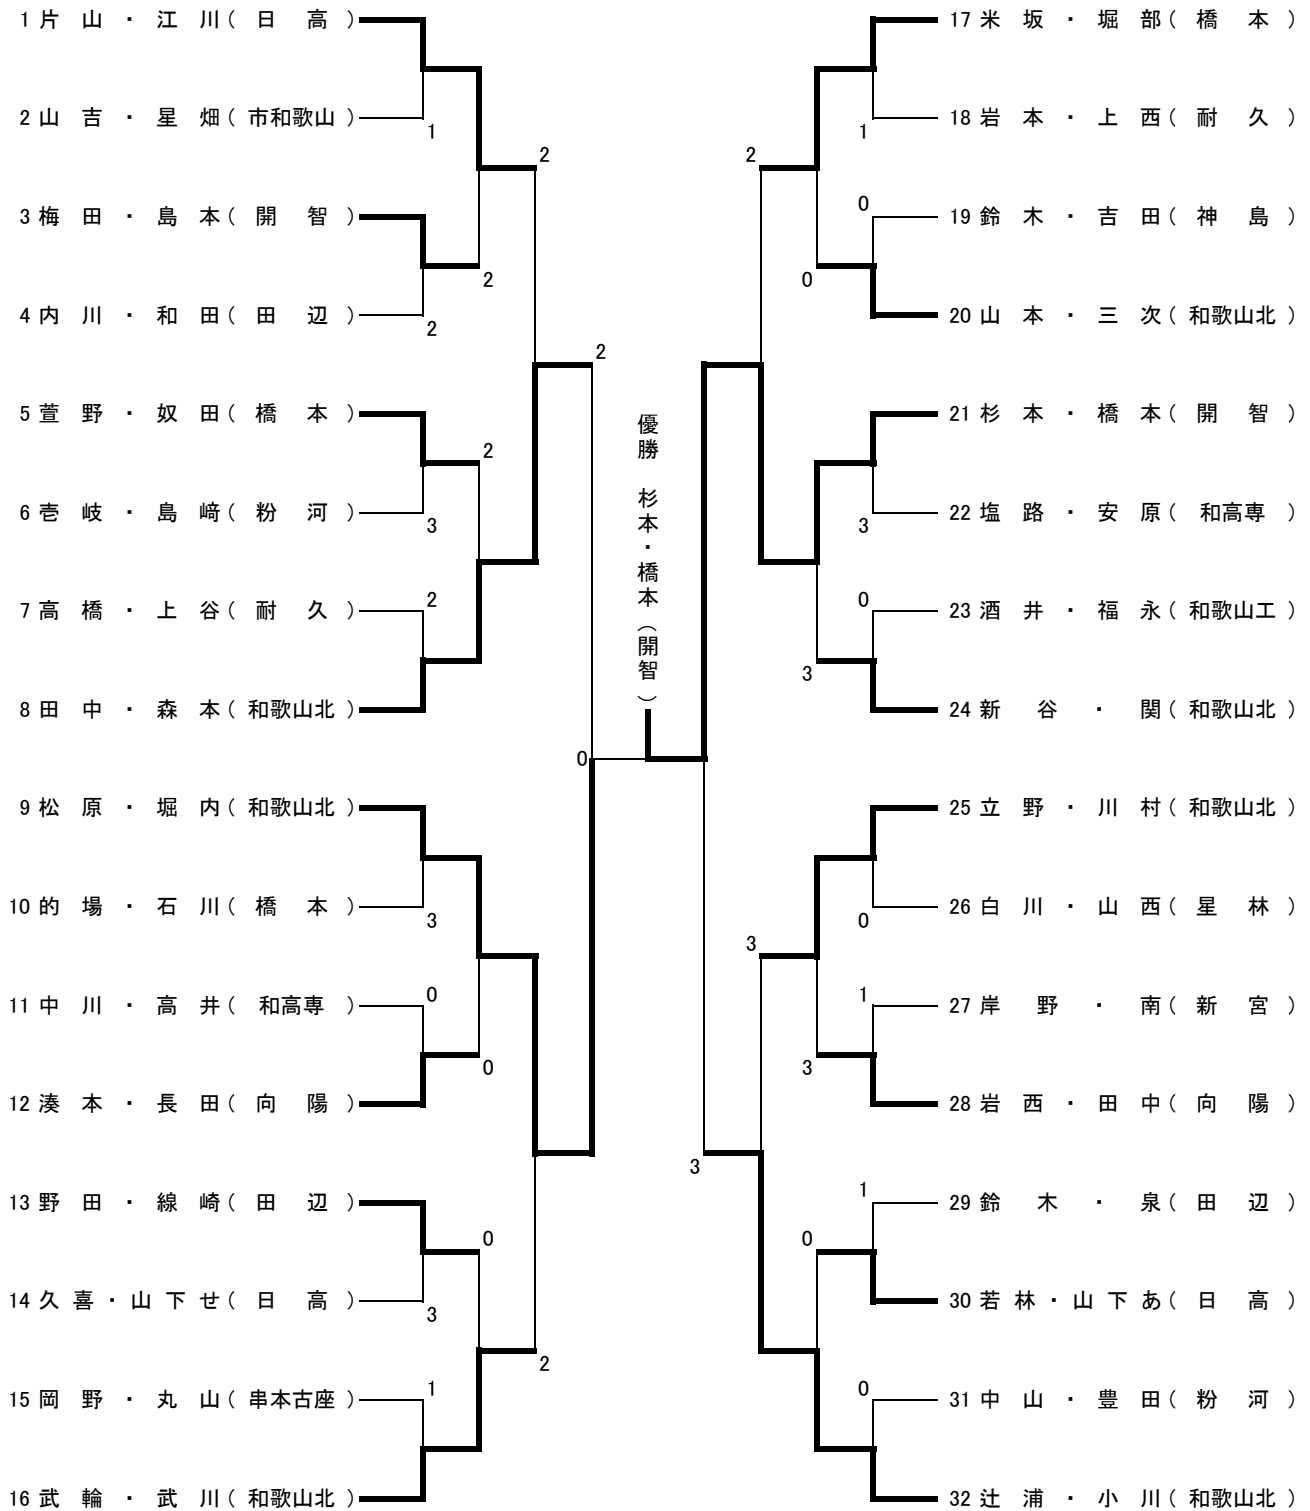 1 片山・江川(日高)
2 山吉・星畑(市和歌山)
1
2
3 梅田・島本(開智)
2
4 内川・和田(田辺)
2
2
5 萱野・奴田(橋本)
2
6 壱岐・島﨑(粉河)
3
7 高橋・上谷(耐久)
2
8 田中・森本(和歌山北)
0
9 松原・堀内(和歌山北)
10 的場・石川(橋本)
3
11 中川・高井(和高専)
0
0
12 湊本・長田(向陽)
13 野田・線崎(田辺)
0
14 久喜・山下せ(日高)
3
2
15 岡野・丸山(串本古座)
1
16 武輪・武川(和歌山北)
優勝 杉本・橋本(開智)
17 米坂・堀部(橋本)
18 岩本・上西(耐久)
1
2
19 鈴木・吉田(神島)
0
0
20 山本・三次(和歌山北)
21 杉本・橋本(開智)
22 塩路・安原(和高専)
3
23 酒井・福永(和歌山工)
0
3
24 新谷・関(和歌山北)
25 立野・川村(和歌山北)
26 白川・山西(星林)
0
3
27 岸野・南(新宮)
1
3
28 岩西・田中(向陽)
3
29 鈴木・泉(田辺)
1
0
30 若林・山下あ(日高)
31 中山・豊田(粉河)
0
32 辻浦・小川(和歌山北)